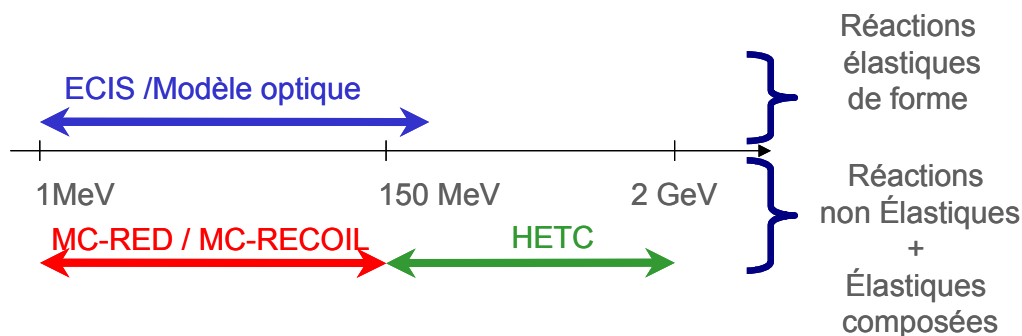 Réactions
élastiques
de forme
ECIS /Modèle optique
1MeV
150 MeV
2 GeV
MC-RED / MC-RECOIL
HETC
Réactions
non Élastiques
+
Élastiques
composées